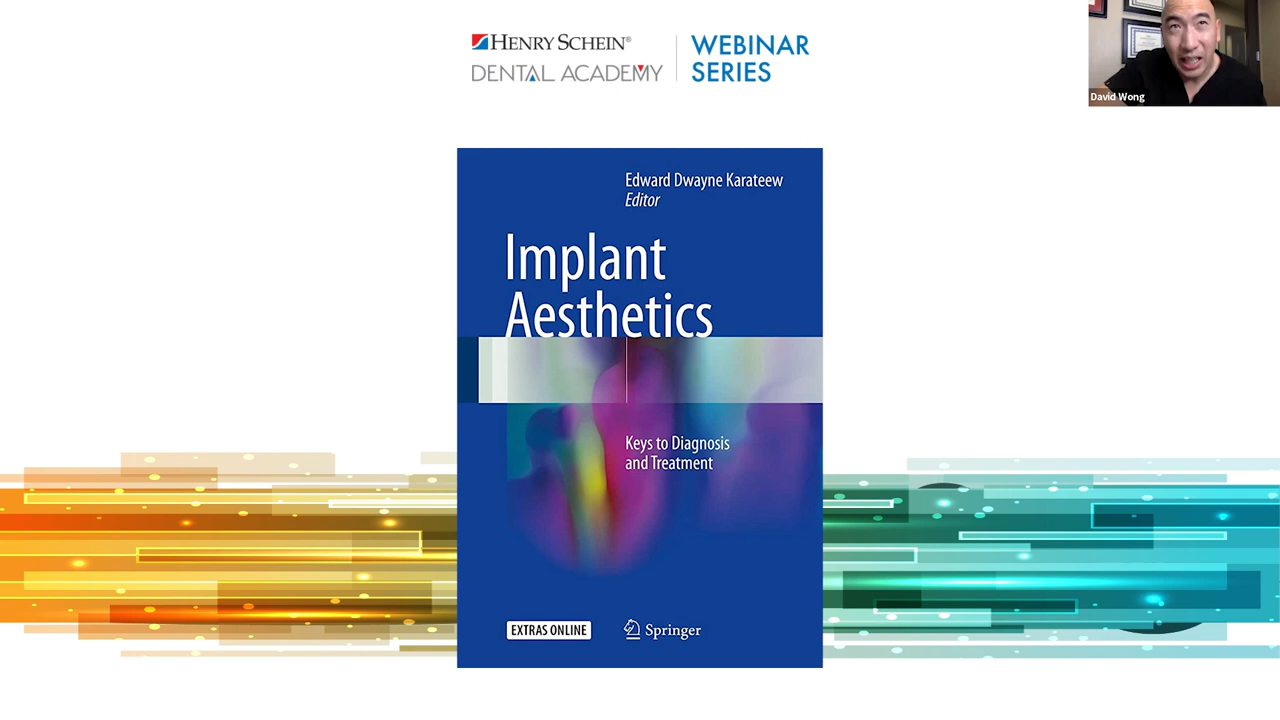 HENRY SCHEIN®
DENTAL ACADEMY
WEBINAR
SERIES
David Wong
Edward Dwayne Karateew
Editor
Implant
Aesthetics
Keys to Diagnosis
and Treatment
EXTRAS ONLINE
Springer